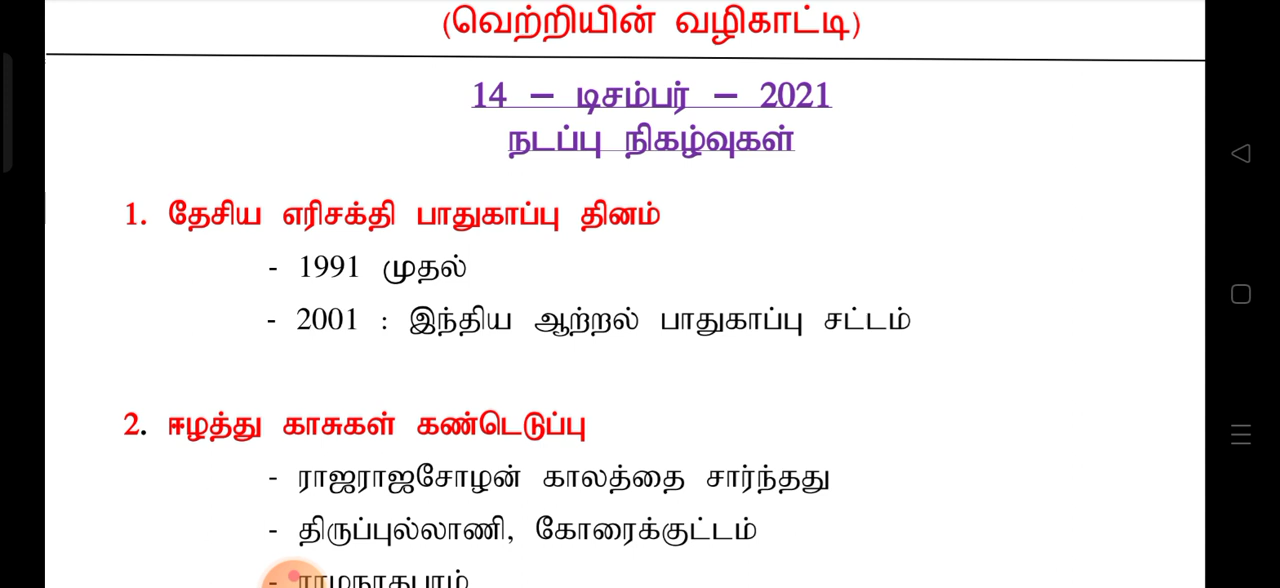 (வெற்றியின் வழிகாட்டி)
14 – டிசம்பர் – 2021
நடப்பு நிகழ்வுகள்
1. தேசிய எரிசக்தி பாதுகாப்பு தினம்
- 1991 முதல்
- 2001 : இந்திய ஆற்றல் பாதுகாப்பு சட்டம்
2. ஈழத்து காசுகள் கண்டெடுப்பு
- ராஜராஜசோழன் காலத்தை சார்ந்தது
- திருப்புல்லாணி, கோரைக்குட்டம்